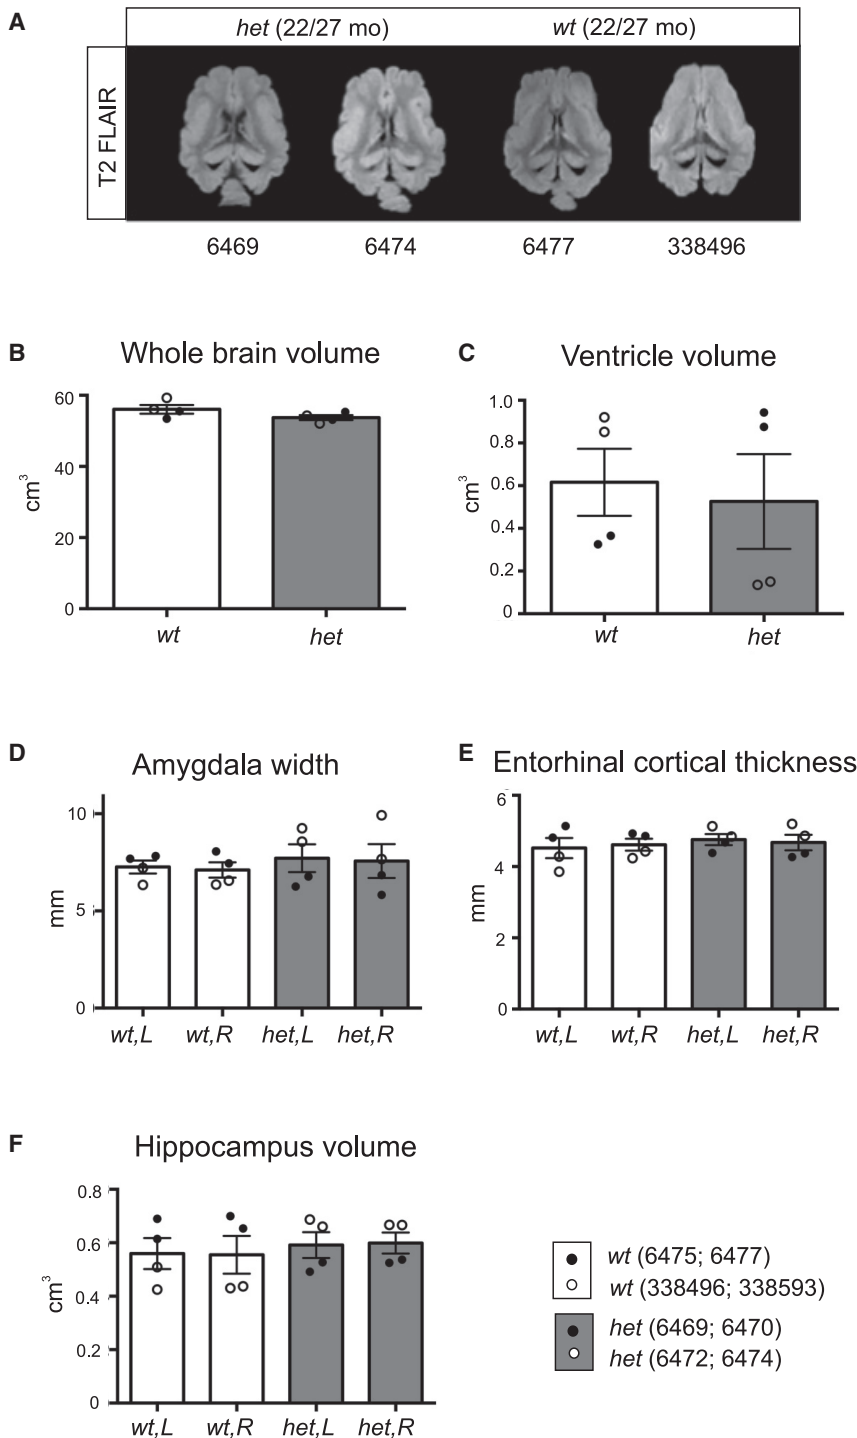 A
het (22/27 mo) wt (22/27 mo)
T2 FLAIR
6469 6474 6477 338496
B
Whole brain volume
60
40
20
0
cm³
wt het
C
Ventricle volume
1.0
0.8
0.6
0.4
0.2
0
cm³
wt het
D
Amygdala width
10
5
0
mm
wt,L wt,R het,L het,R
E
Entorhinal cortical thickness
6
4
2
0
mm
wt,L wt,R het,L het,R
F
Hippocampus volume
0.8
0.6
0.4
0.2
0
cm³
wt,L wt,R het,L het,R
wt (6475; 6477)
wt (338496; 338593)
het (6469; 6470)
het (6472; 6474)